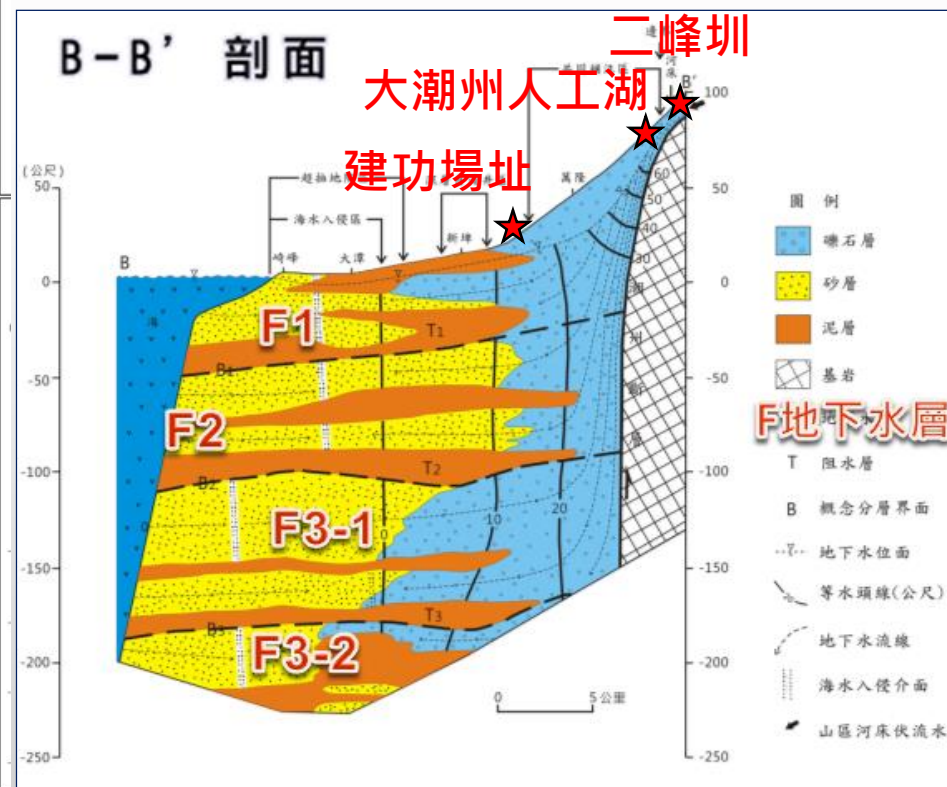 B-B' 剖面
二峰圳
大潮州人工湖
建功場址
河床
B'
100
(公尺)
50
50
萬隆
海水入侵區
新埤
崎峰
大潭
B
0
0
海
F1
T1
B1
-50
-50
F2
T2
B2
-100
-100
F3-1
0
10
20
30
40
50
60
-150
-150
T3
B3
F3-2
-200
-200
0
5公里
-250
-250
圖 例
礫石層
砂層
泥層
基岩
F地下水層
T 阻水層
B 概念分層界面
地下水位面
等水頭線(公尺)
地下水流線
海水入侵介面
山區河床伏流水